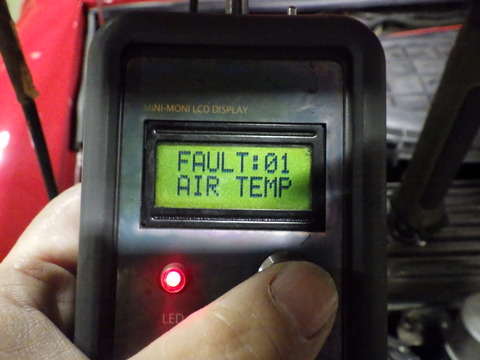 MINI-MONI LCD DISPLAY
FAULT:01
AIR TEMP
LED